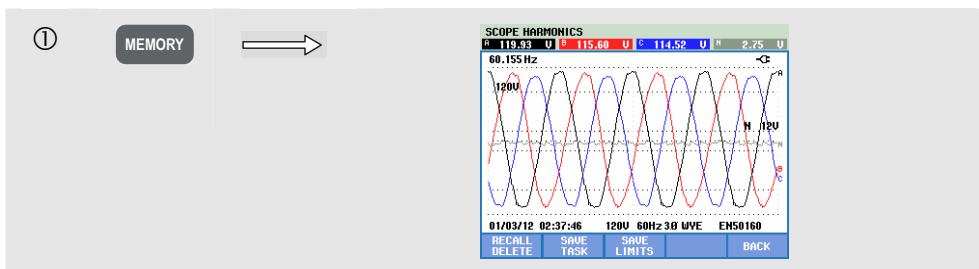 ①
MEMORY
SCOPE HARMONICS
A 119.93 V B 115.60 V C 114.52 V N 2.75 V
60.155 Hz
A
120V
N 12V
N
B
C
01/03/12 02:37:46 120V 60Hz 3Ø WYE EN50160
RECALL DELETE SAVE TASK SAVE LIMITS BACK